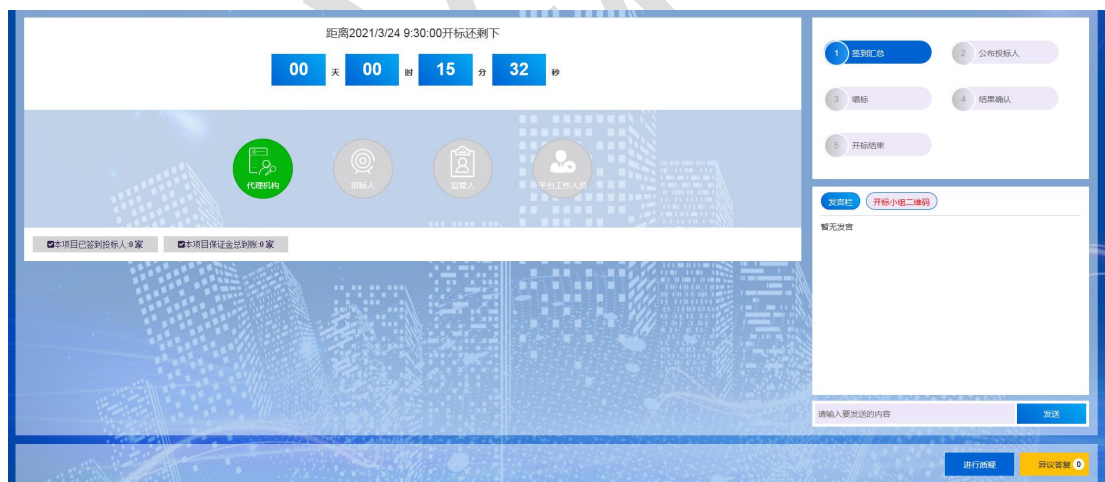 距离2021/3/24 9:30:00开标还剩下
00 天 00 时 15 分 32 秒
代理机构 招标人 监管人 平台工作人员
本项目已签到投标人:0家 本项目保证金总到账:0家
1 签到汇总 2 公布投标人
3 唱标 4 结果确认
5 开标结束
发言栏 开标小组二维码
暂无发言
请输入要发送的内容 发送
进行质疑 异议答复 0